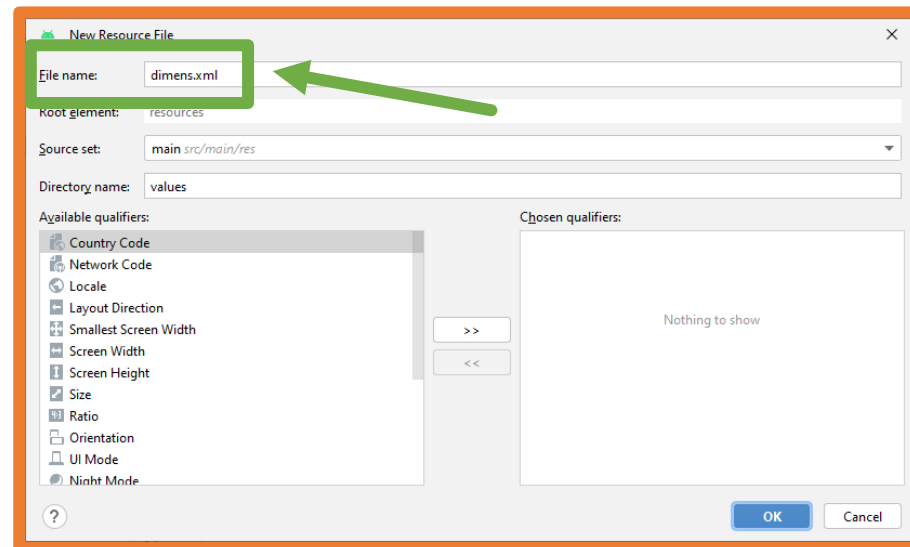 New Resource File
File name: dimens.xml
Root element: resources
Source set: main src/main/res
Directory name: values
Available qualifiers:
Chosen qualifiers:
Country Code
Network Code
Locale
Layout Direction
Smallest Screen Width
Screen Width
Screen Height
Size
Ratio
Orientation
UI Mode
Night Mode
>>
<<
Nothing to show
?
OK
Cancel